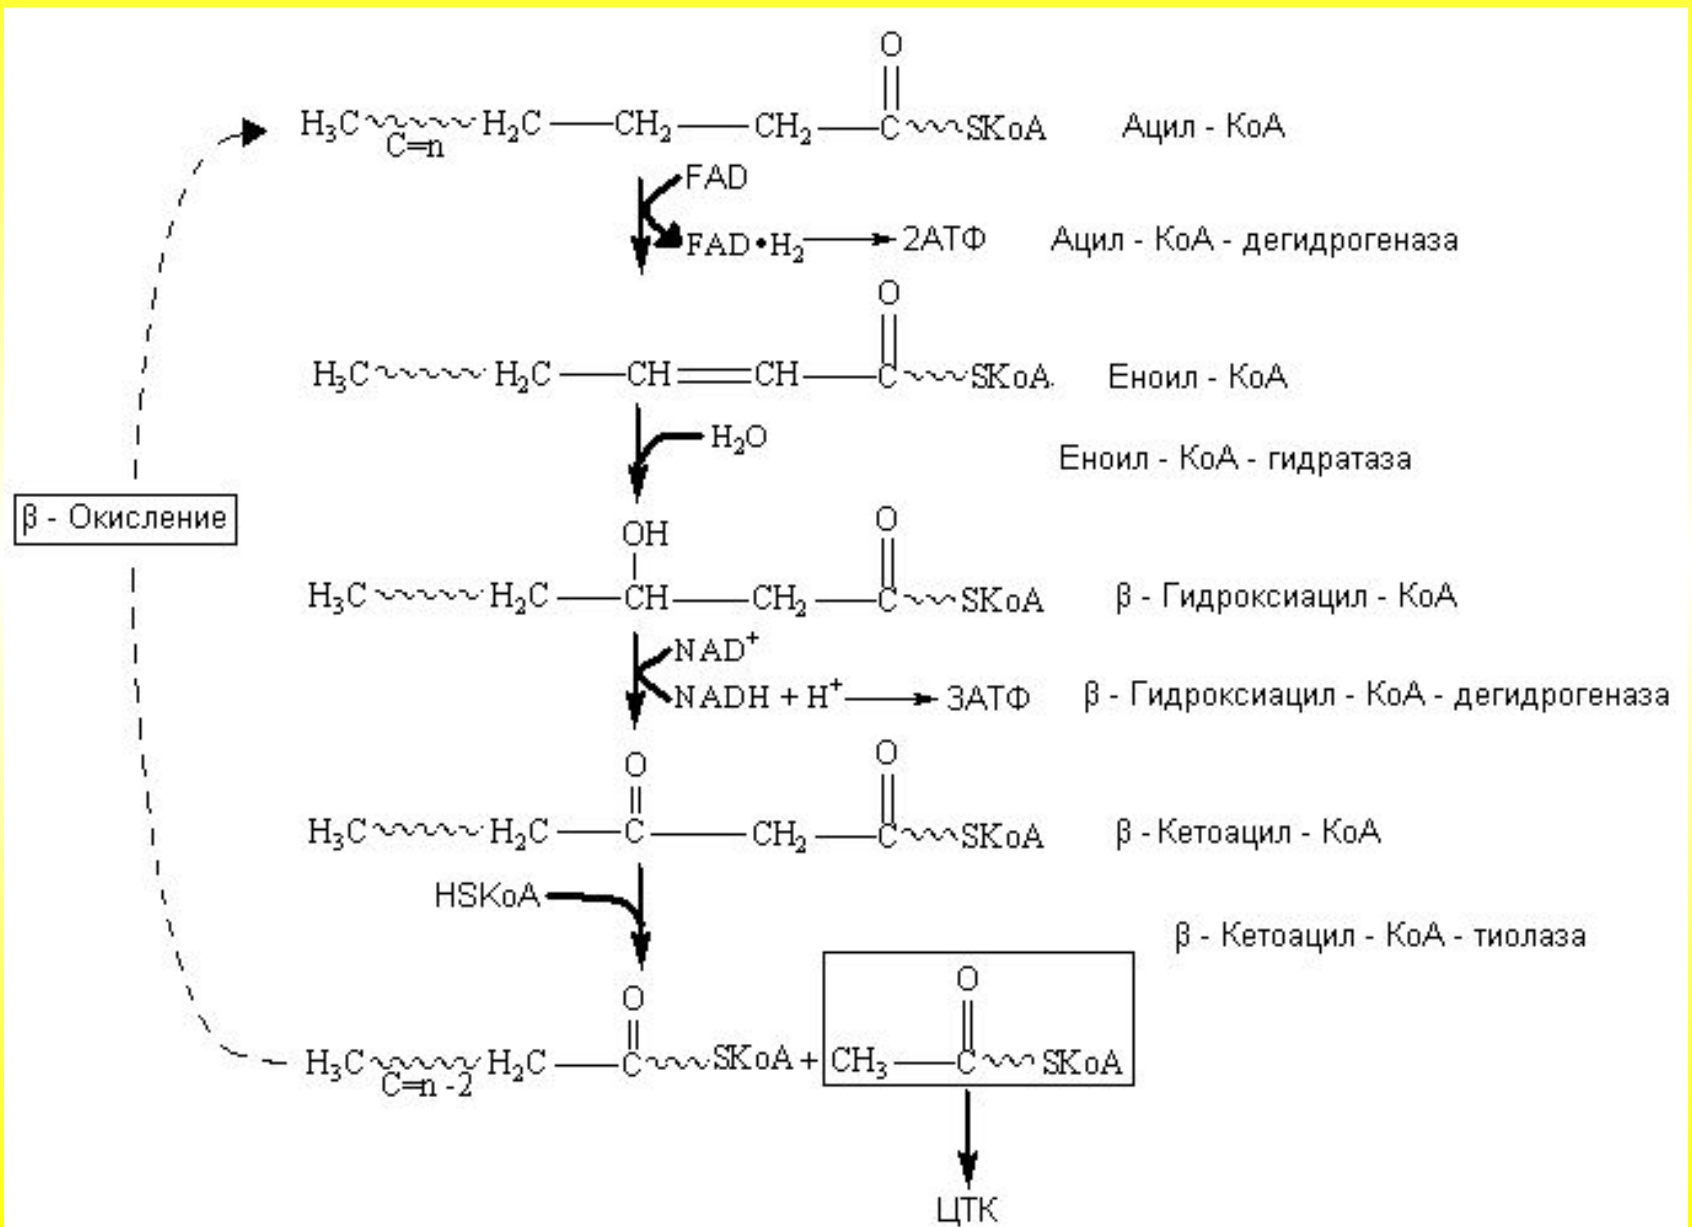 O
H₃C H₂C CH₂ CH₂ C SKoA Ацил - КоА
C=n
FAD
FAD•H₂ 2АТФ Ацил - КоА - дегидрогеназа
O
H₃C H₂C CH CH C SKoA Еноил - КоА
H₂O
Еноил - КоА - гидратаза
β - Окисление
OH O
H₃C H₂C CH CH₂ C SKoA β - Гидроксиацил - КоА
NAD⁺
NADH + H⁺ 3АТФ β - Гидроксиацил - КоА - дегидрогеназа
O O
H₃C H₂C C CH₂ C SKoA β - Кетоацил - КоА
HSKoA
β - Кетоацил - КоА - тиолаза
O O
H₃C H₂C C SKoA + CH₃ C SKoA
C=n-2
ЦТК